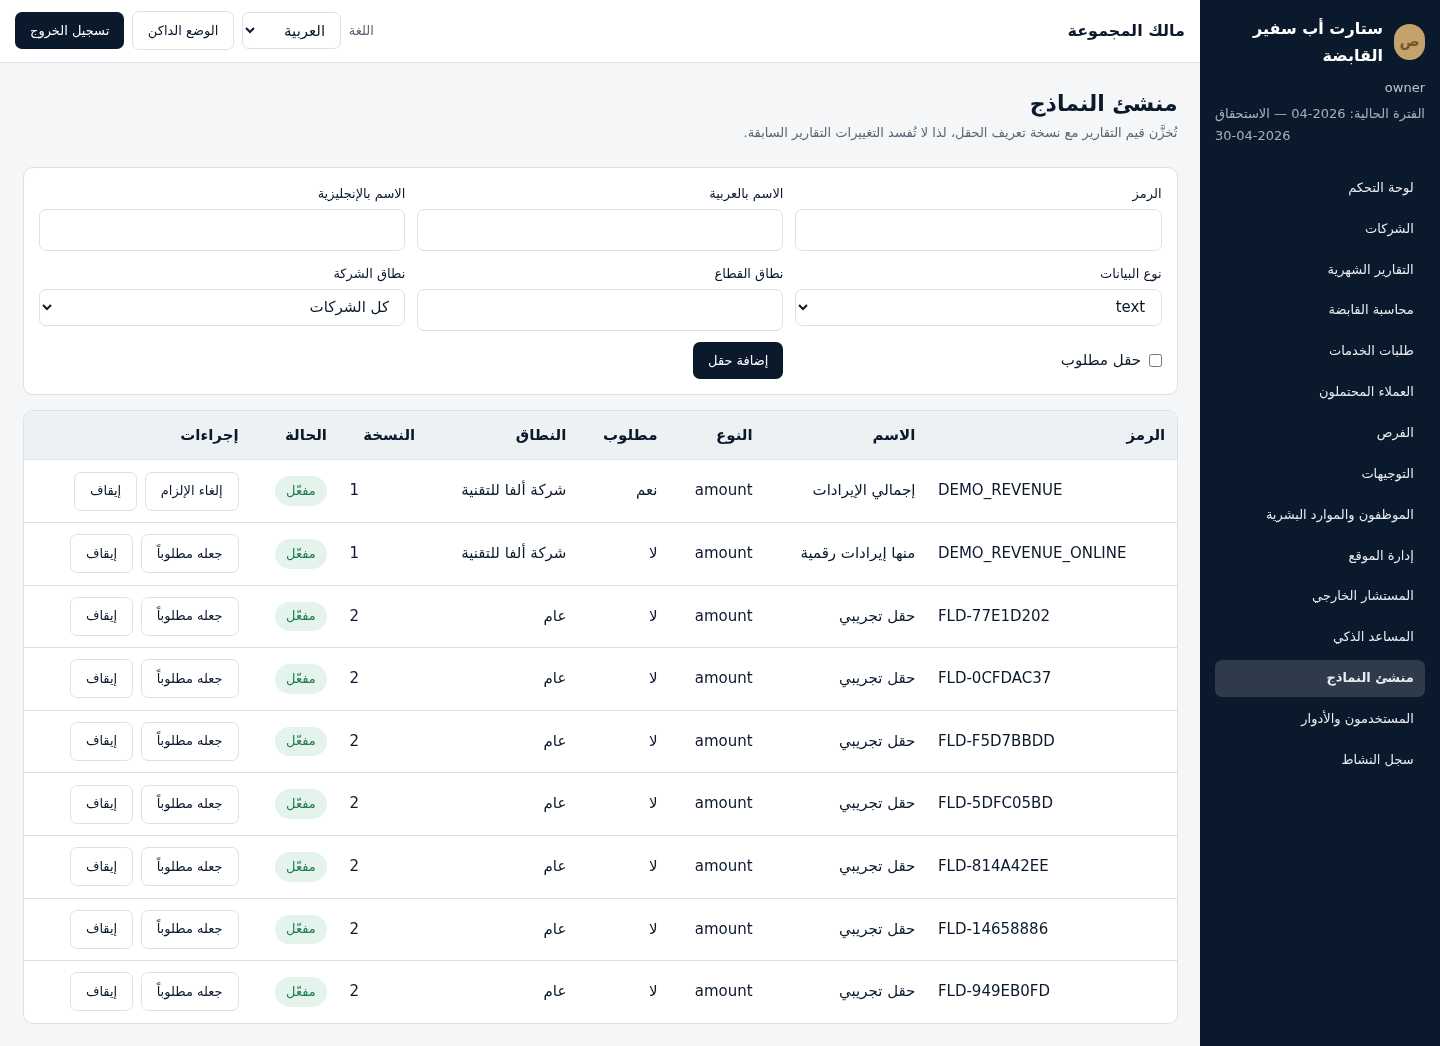 ص
ستارت أب سفير
القابضة
owner
الفترة الحالية: 2026-04 — الاستحقاق
2026-04-30
لوحة التحكم
الشركات
التقارير الشهرية
محاسبة القابضة
طلبات الخدمات
العملاء المحتملون
الفرص
التوجيهات
الموظفون والموارد البشرية
إدارة الموقع
المستشار الخارجي
المساعد الذكي
منشئ النماذج
المستخدمون والأدوار
سجل النشاط
مالك المجموعة
اللغة العربية الوضع الداكن تسجيل الخروج
منشئ النماذج
تُخزَّن قيم التقارير مع نسخة تعريف الحقل، لذا لا تُفسد التغييرات التقارير السابقة.
الرمز الاسم بالعربية الاسم بالإنجليزية
نوع البيانات نطاق القطاع نطاق الشركة
text كل الشركات
حقل مطلوب إضافة حقل
الرمز الاسم النوع مطلوب النطاق النسخة الحالة إجراءات
DEMO_REVENUE إجمالي الإيرادات amount نعم شركة ألفا للتقنية 1 مفعّل إلغاء الإلزام إيقاف
DEMO_REVENUE_ONLINE منها إيرادات رقمية amount لا شركة ألفا للتقنية 1 مفعّل جعله مطلوباً إيقاف
FLD-77E1D202 حقل تجريبي amount لا عام 2 مفعّل جعله مطلوباً إيقاف
FLD-0CFDAC37 حقل تجريبي amount لا عام 2 مفعّل جعله مطلوباً إيقاف
FLD-F5D7BBDD حقل تجريبي amount لا عام 2 مفعّل جعله مطلوباً إيقاف
FLD-5DFC05BD حقل تجريبي amount لا عام 2 مفعّل جعله مطلوباً إيقاف
FLD-814A42EE حقل تجريبي amount لا عام 2 مفعّل جعله مطلوباً إيقاف
FLD-14658886 حقل تجريبي amount لا عام 2 مفعّل جعله مطلوباً إيقاف
FLD-949EB0FD حقل تجريبي amount لا عام 2 مفعّل جعله مطلوباً إيقاف